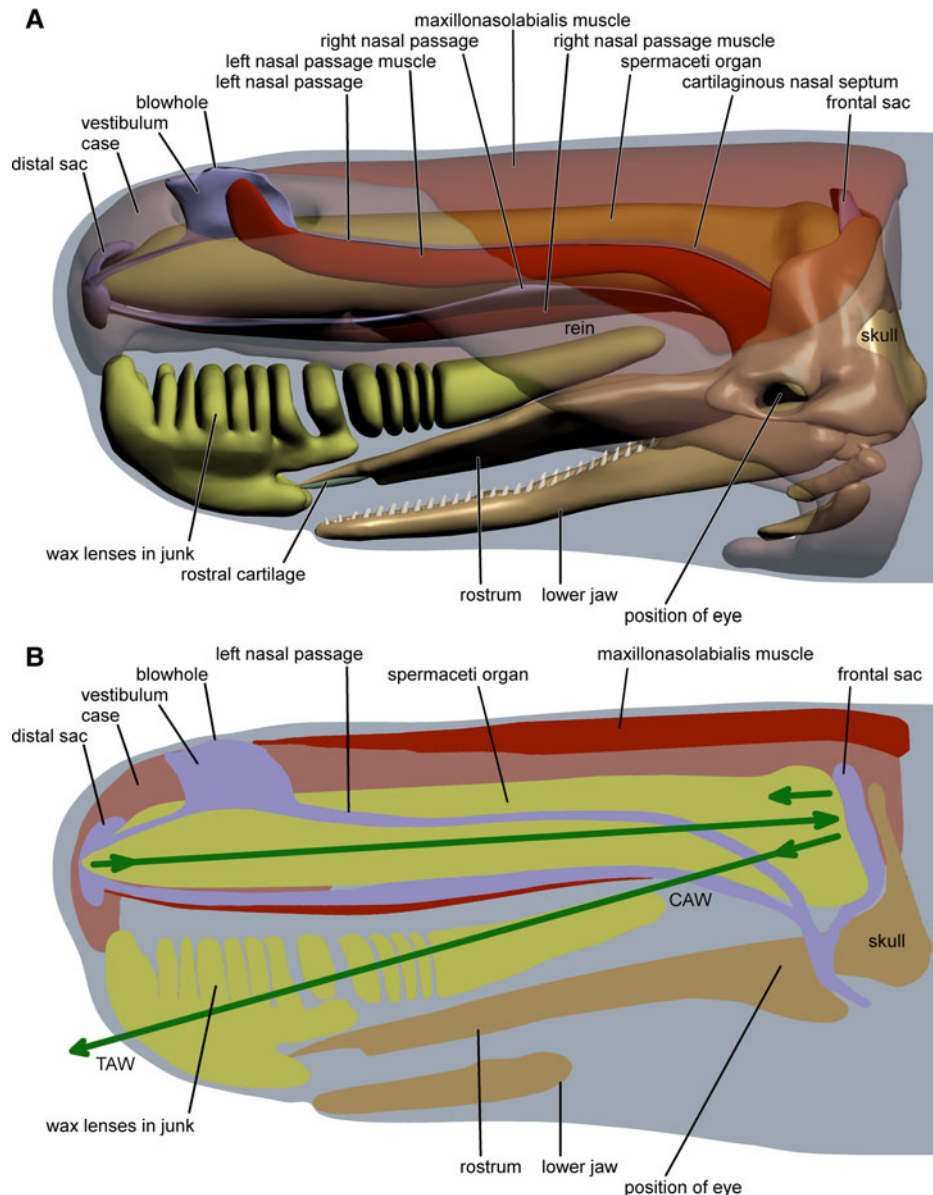 A
maxillonasolabialis muscle
right nasal passage
right nasal passage muscle
left nasal passage muscle
spermaceti organ
left nasal passage
cartilaginous nasal septum
blowhole
frontal sac
vestibulum
case
distal sac
rein
skull
wax lenses in junk
rostral cartilage
rostrum
lower jaw
position of eye
B
left nasal passage
maxillonasolabialis muscle
blowhole
spermaceti organ
frontal sac
vestibulum
case
distal sac
CAW
skull
TAW
wax lenses in junk
rostrum
lower jaw
position of eye